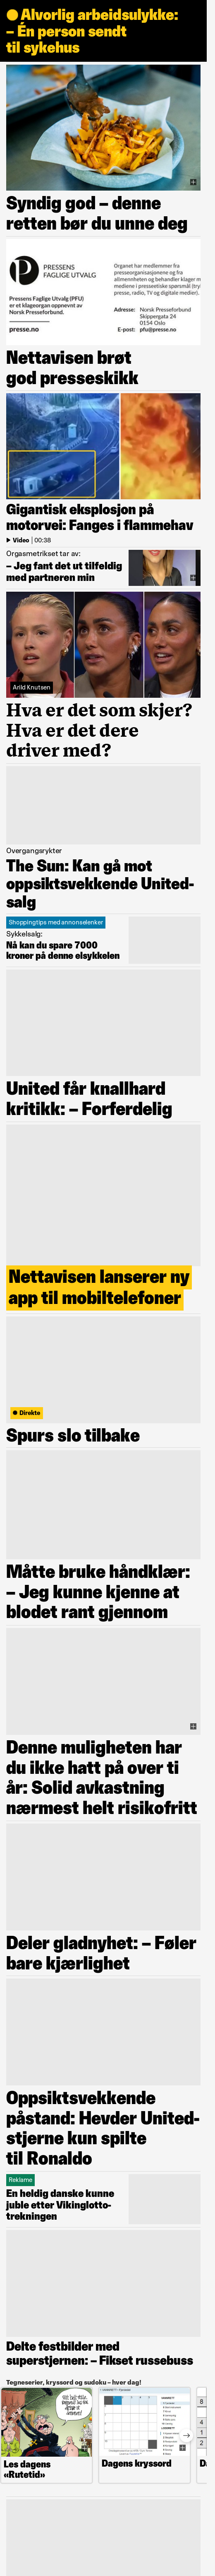 Alvorlig arbeidsulykke:
– Én person sendt
til sykehus
Syndig god – denne
retten bør du unne deg
PRESSENS
FAGLIGE UTVALG
Pressens Faglige Utvalg (PFU)
er et klageorgan oppnevnt av
Norsk Presseforbund.
presse.no
Organet har medlemmer fra
presseorganisasjonene og fra
allmennheten og behandler klager m
mediene i presseetiske spørsmål (try
presse, radio, TV og digitale medier).
Adresse: Norsk Presseforbund
Skippergata 24
0154 Oslo
E-post: pfu@presse.no
Nettavisen brøt
god presseskikk
Gigantisk eksplosjon på
motorvei: Fanges i flammehav
Video | 00:38
Orgasmetrikset tar av:
– Jeg fant det ut tilfeldig
med partneren min
Arild Knutsen
Hva er det som skjer?
Hva er det dere
driver med?
Overgangsrykter
The Sun: Kan gå mot
oppsiktsvekkende United-
salg
Shoppingtips med annonselenker
Sykkelsalg:
Nå kan du spare 7000
kroner på denne elsykkelen
United får knallhard
kritikk: – Forferdelig
Nettavisen lanserer ny
app til mobiltelefoner
Direkte
Spurs slo tilbake
Måtte bruke håndklær:
– Jeg kunne kjenne at
blodet rant gjennom
Denne muligheten har
du ikke hatt på over ti
år: Solid avkastning
nærmest helt risikofritt
Deler gladnyhet: – Føler
bare kjærlighet
Oppsiktsvekkende
påstand: Hevder United-
stjerne kun spilte
til Ronaldo
Reklame
En heldig danske kunne
juble etter Vikinglotto-
trekningen
Delte festbilder med
superstjernen: – Fikset russebuss
Tegneserier, kryssord og sudoku – hver dag!
Les dagens
«Rutetid»
Dagens kryssord
8
4
1
2